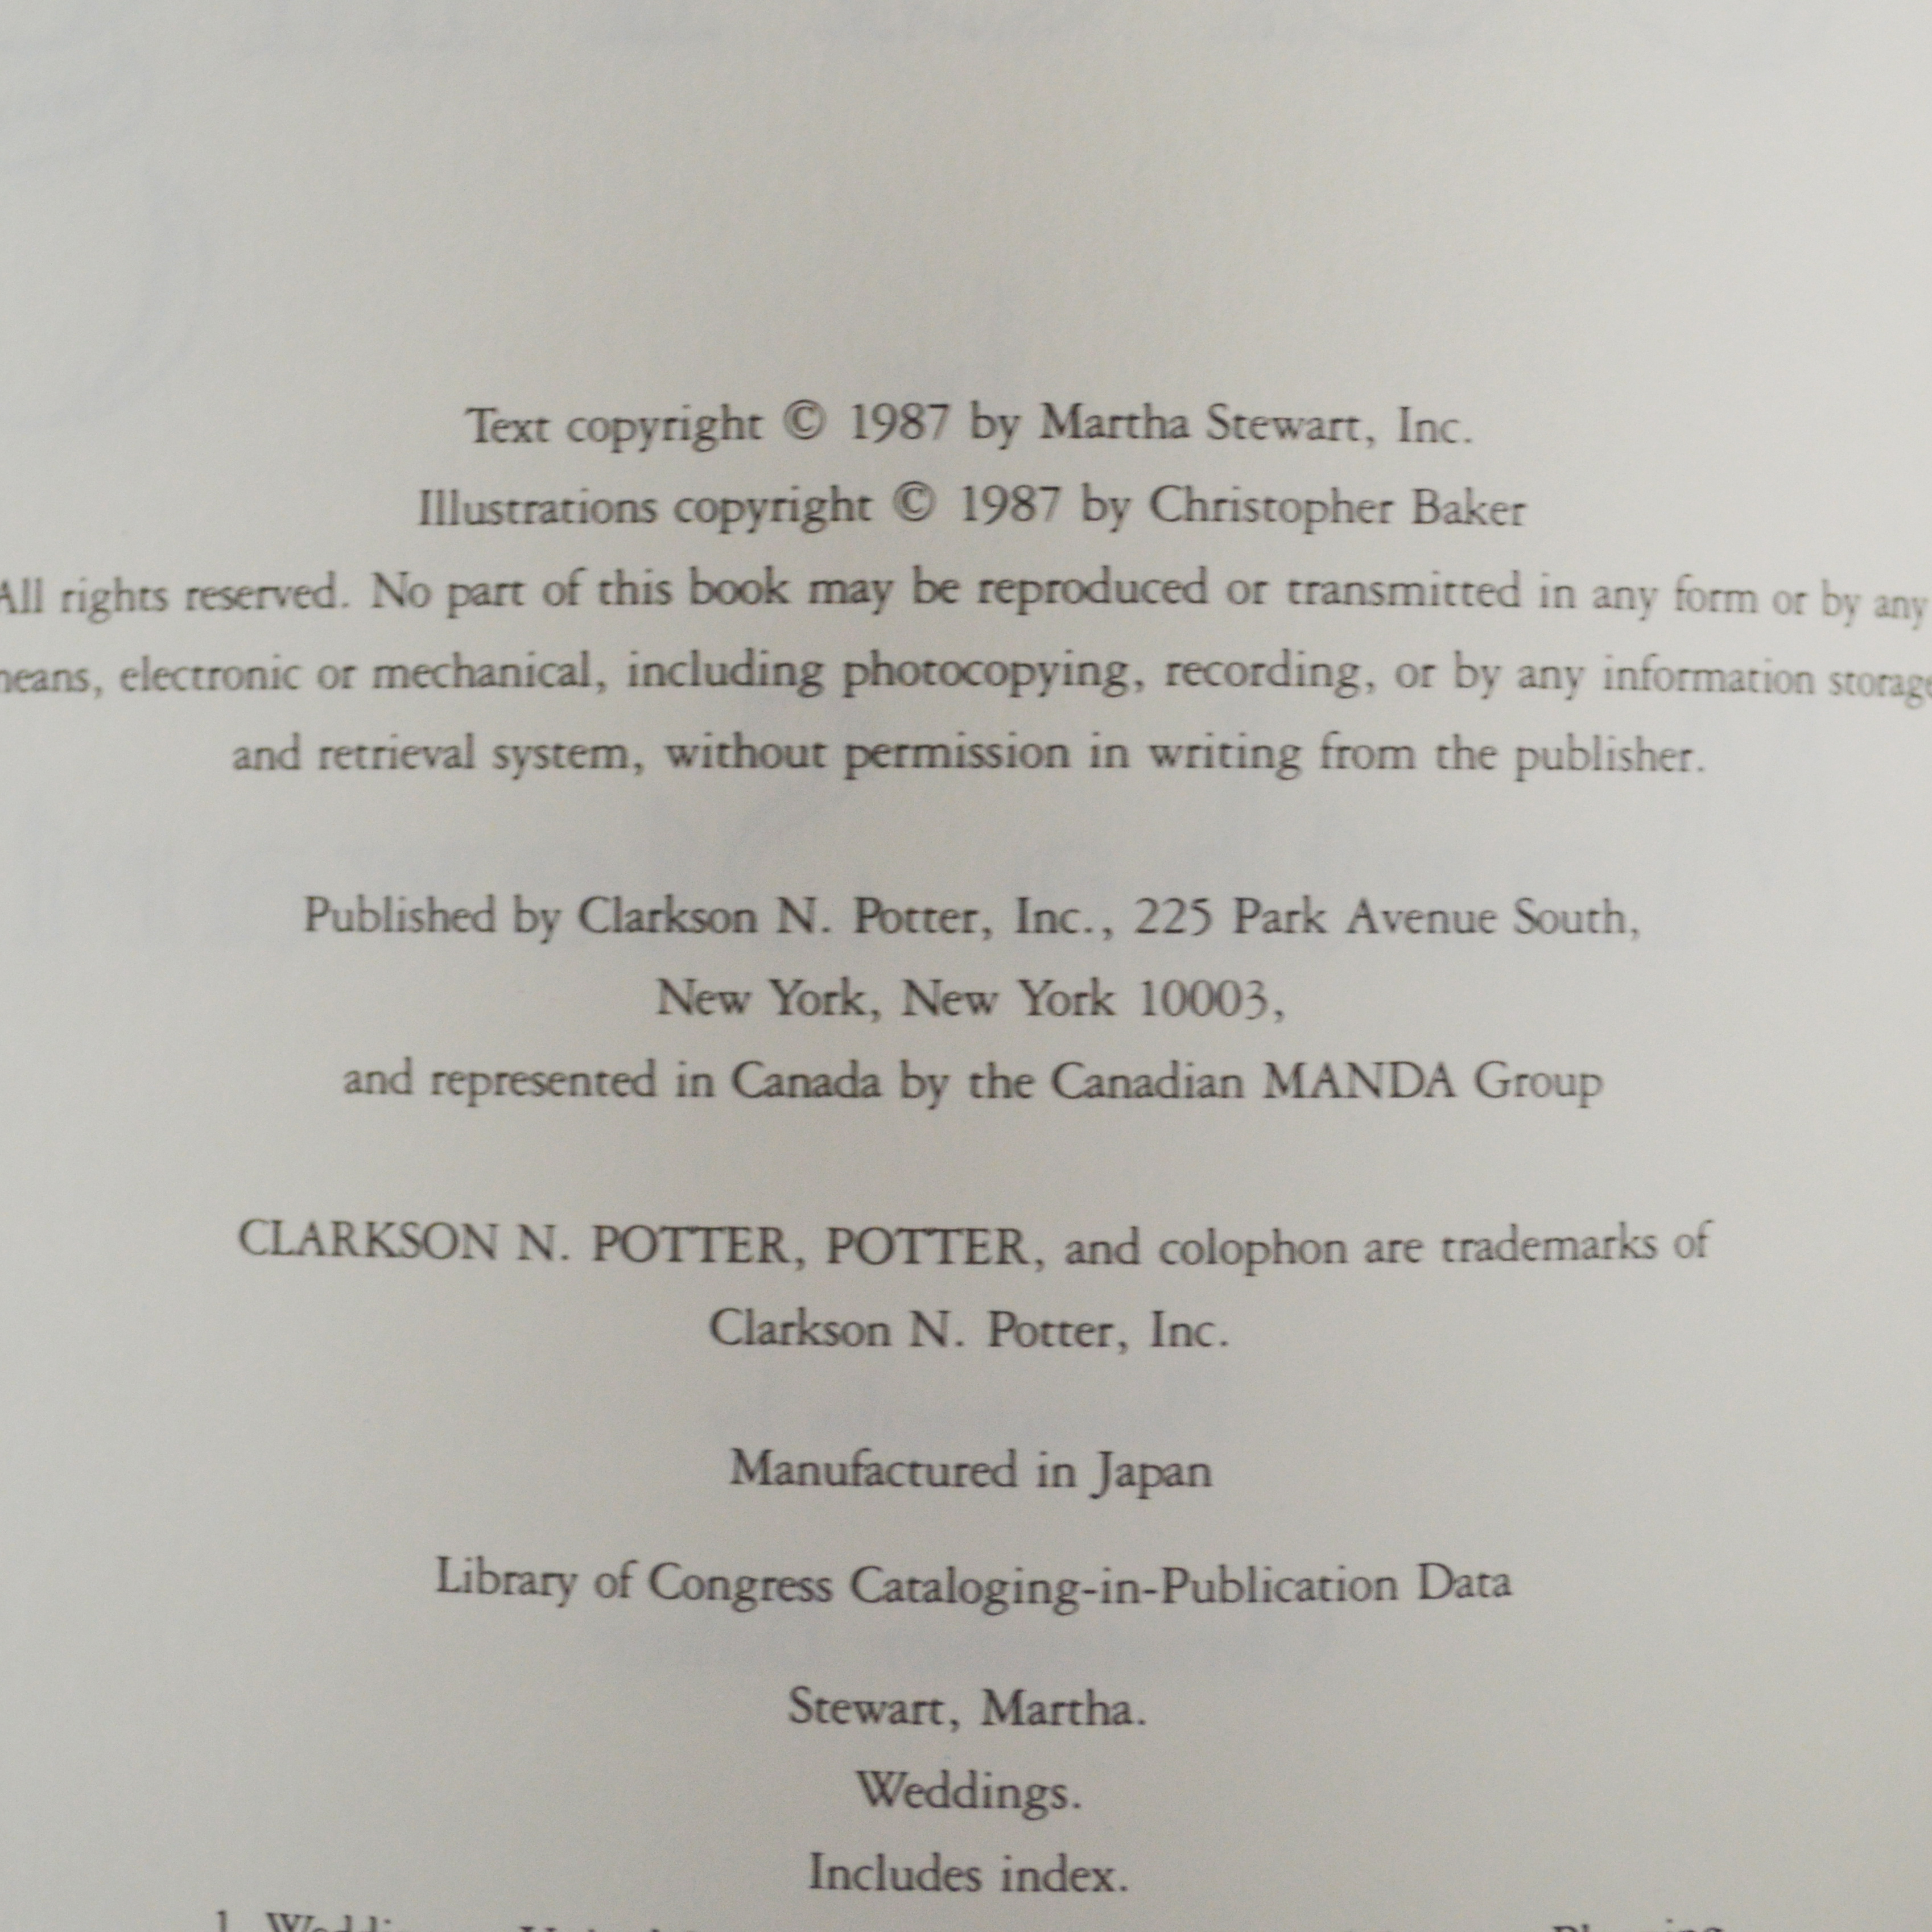 Text copyright © 1987 by Martha Stewart, Inc.
Illustrations copyright © 1987 by Christopher Baker
All rights reserved. No part of this book may be reproduced or transmitted in any form or by any
means, electronic or mechanical, including photocopying, recording, or by any information storage
and retrieval system, without permission in writing from the publisher.
Published by Clarkson N. Potter, Inc., 225 Park Avenue South,
New York, New York 10003,
and represented in Canada by the Canadian MANDA Group
CLARKSON N. POTTER, POTTER, and colophon are trademarks of
Clarkson N. Potter, Inc.
Manufactured in Japan
Library of Congress Cataloging-in-Publication Data
Stewart, Martha.
Weddings.
Includes index.
1. Weddings